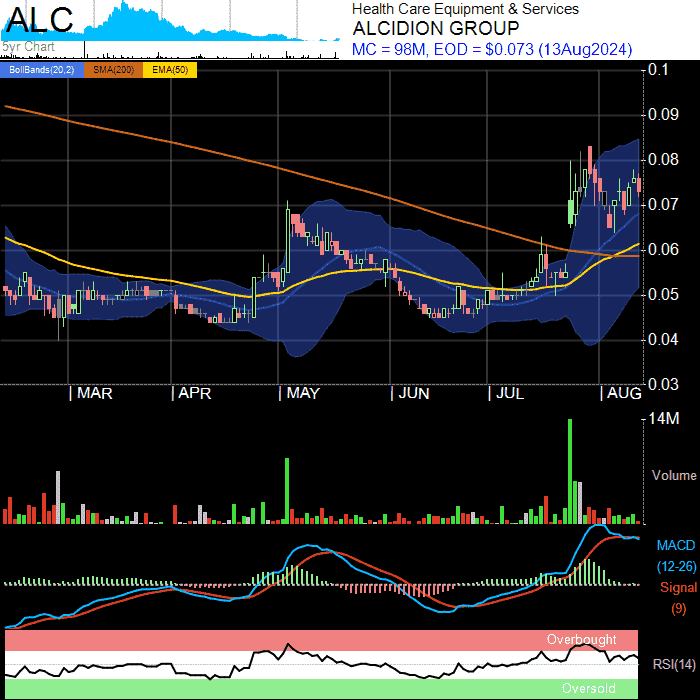 ALC
5yr Chart
Health Care Equipment & Services
ALCIDION GROUP
MC = 98M, EOD = $0.073 (13Aug2024)
BollBands(20,2) SMA(200) EMA(50)
0.1
0.09
0.08
0.07
0.06
0.05
0.04
0.03
| MAR | APR | MAY | JUN | JUL | AUG
14M
Volume
MACD
(12-26)
Signal
(9)
Overbought
RSI(14)
Oversold